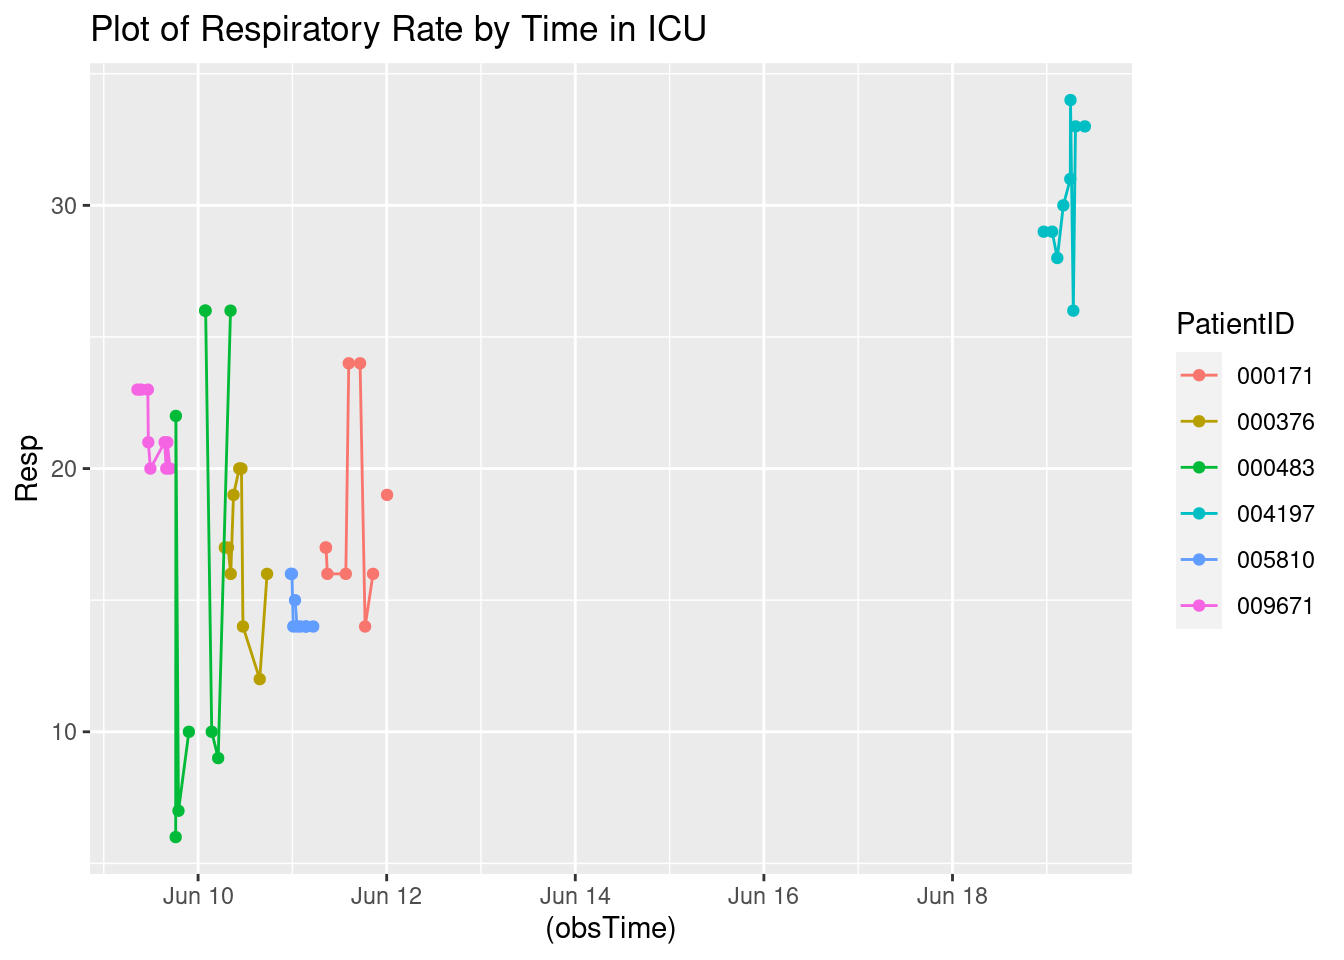 Plot of Respiratory Rate by Time in ICU
Resp
30
20
10
Jun 10
Jun 12
Jun 14
Jun 16
Jun 18
(obsTime)
PatientID
000171
000376
000483
004197
005810
009671